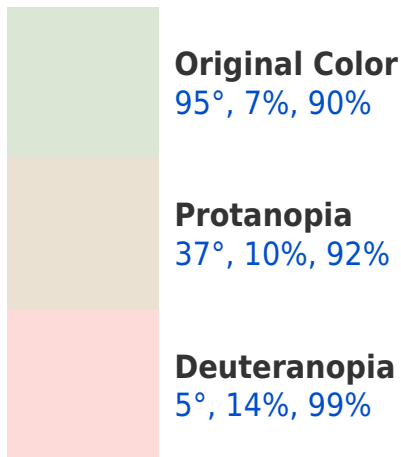 Original Color
95°, 7%, 90%
Protanopia
37°, 10%, 92%
Deuteranopia
5°, 14%, 99%